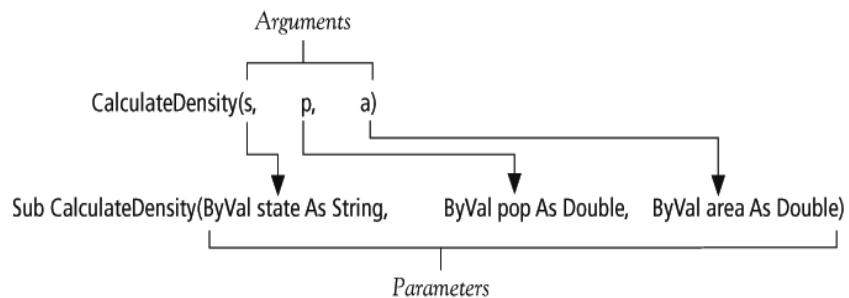 Arguments
CalculateDensity(s, p, a)
Sub CalculateDensity(ByVal state As String, ByVal pop As Double, ByVal area As Double)
Parameters